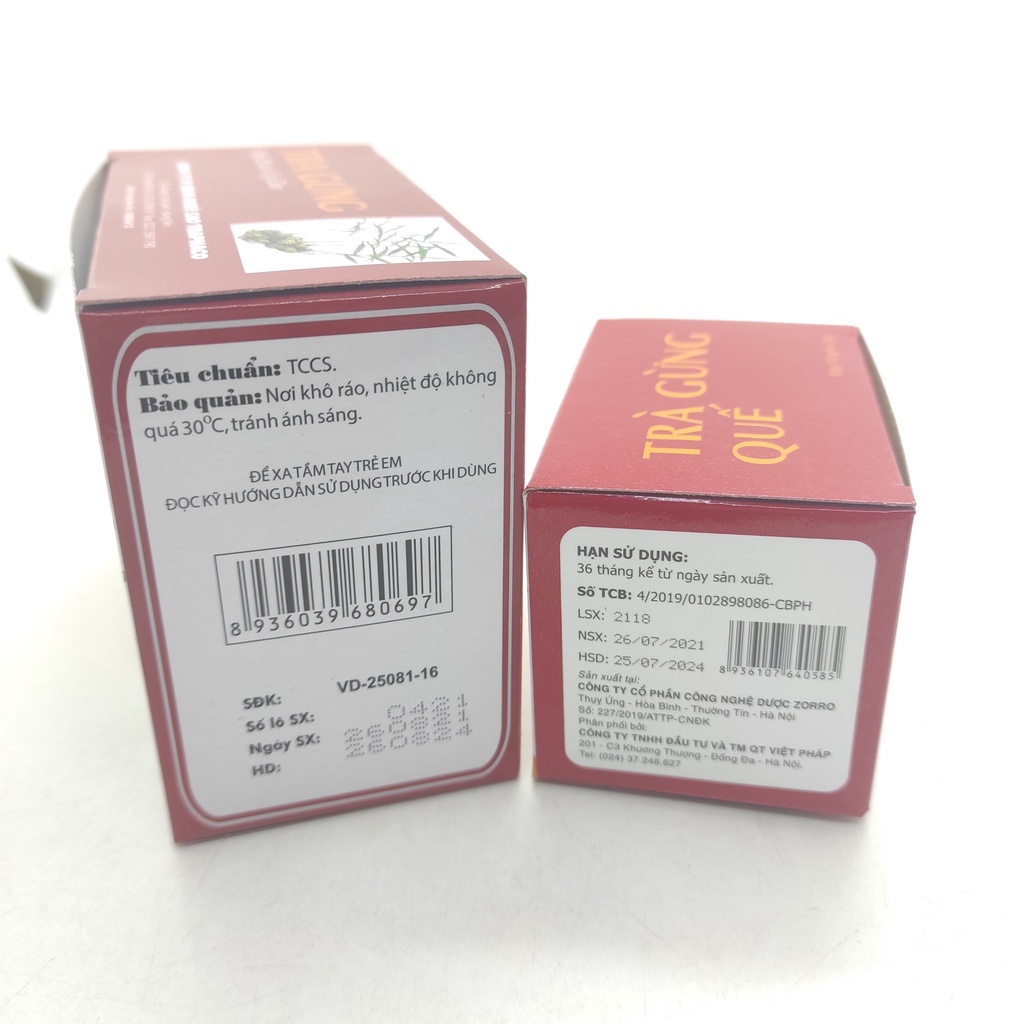 TRÀ GỪNG
Tiêu chuẩn: TCCS.
Bảo quản: Nơi khô ráo, nhiệt độ không
quá 30°C, tránh ánh sáng.
ĐỂ XA TẦM TAY TRẺ EM
ĐỌC KỸ HƯỚNG DẪN SỬ DỤNG TRƯỚC KHI DÙNG
8 936039 680697
SĐK: VD-25081-16
Số lô SX:
Ngày SX:
HD:
TRÀ GỪNG
QUẾ
HẠN SỬ DỤNG:
36 tháng kể từ ngày sản xuất.
Số TCB: 4/2019/0102898086-CBPH
LSX: 2118
NSX: 26/07/2021
HSD: 25/07/2024
8 936107 640585
Sản xuất tại:
CÔNG TY CỔ PHẦN CÔNG NGHỆ DƯỢC ZORRO
Thụy Ứng - Hòa Bình - Thường Tín - Hà Nội
Số: 227/2019/ATTP-CNĐK
Phân phối bởi:
CÔNG TY TNHH ĐẦU TƯ VÀ TM QT VIỆT PHÁP
201 - C3 Khương Thượng - Đống Đa - Hà Nội.
Tel: (024) 37.246.627